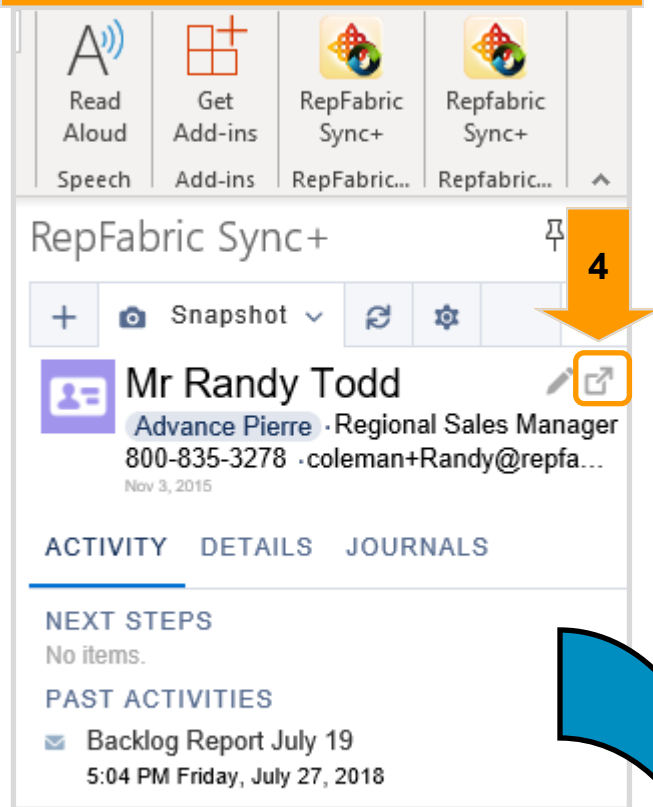 Read Aloud
Get Add-ins
RepFabric Sync+
Repfabric Sync+
Speech
Add-ins
RepFabric...
Repfabric...
RepFabric Sync+
4
+ Snapshot
Mr Randy Todd
Advance Pierre · Regional Sales Manager
800-835-3278 · coleman+Randy@repfa...
Nov 3, 2015
ACTIVITY DETAILS JOURNALS
NEXT STEPS
No items.
PAST ACTIVITIES
Backlog Report July 19
5:04 PM Friday, July 27, 2018